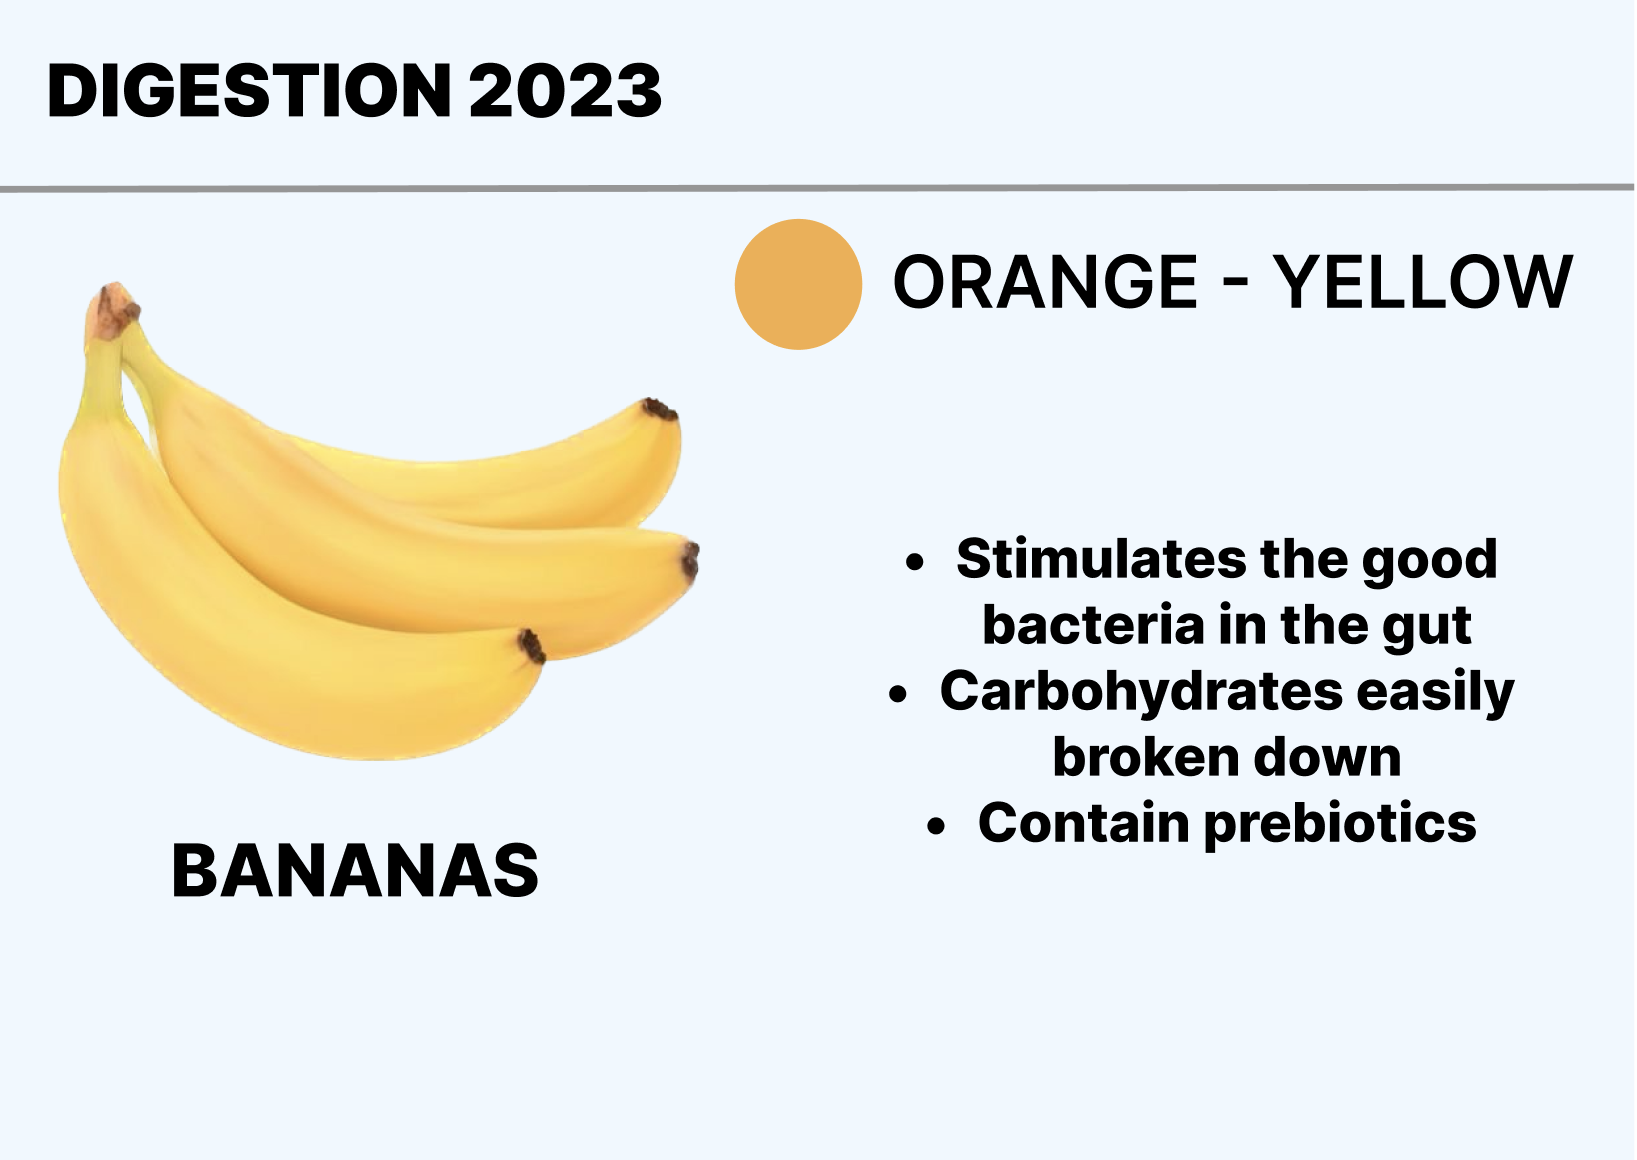 DIGESTION 2023
ORANGE - YELLOW
• Stimulates the good
bacteria in the gut
• Carbohydrates easily
broken down
• Contain prebiotics
BANANAS